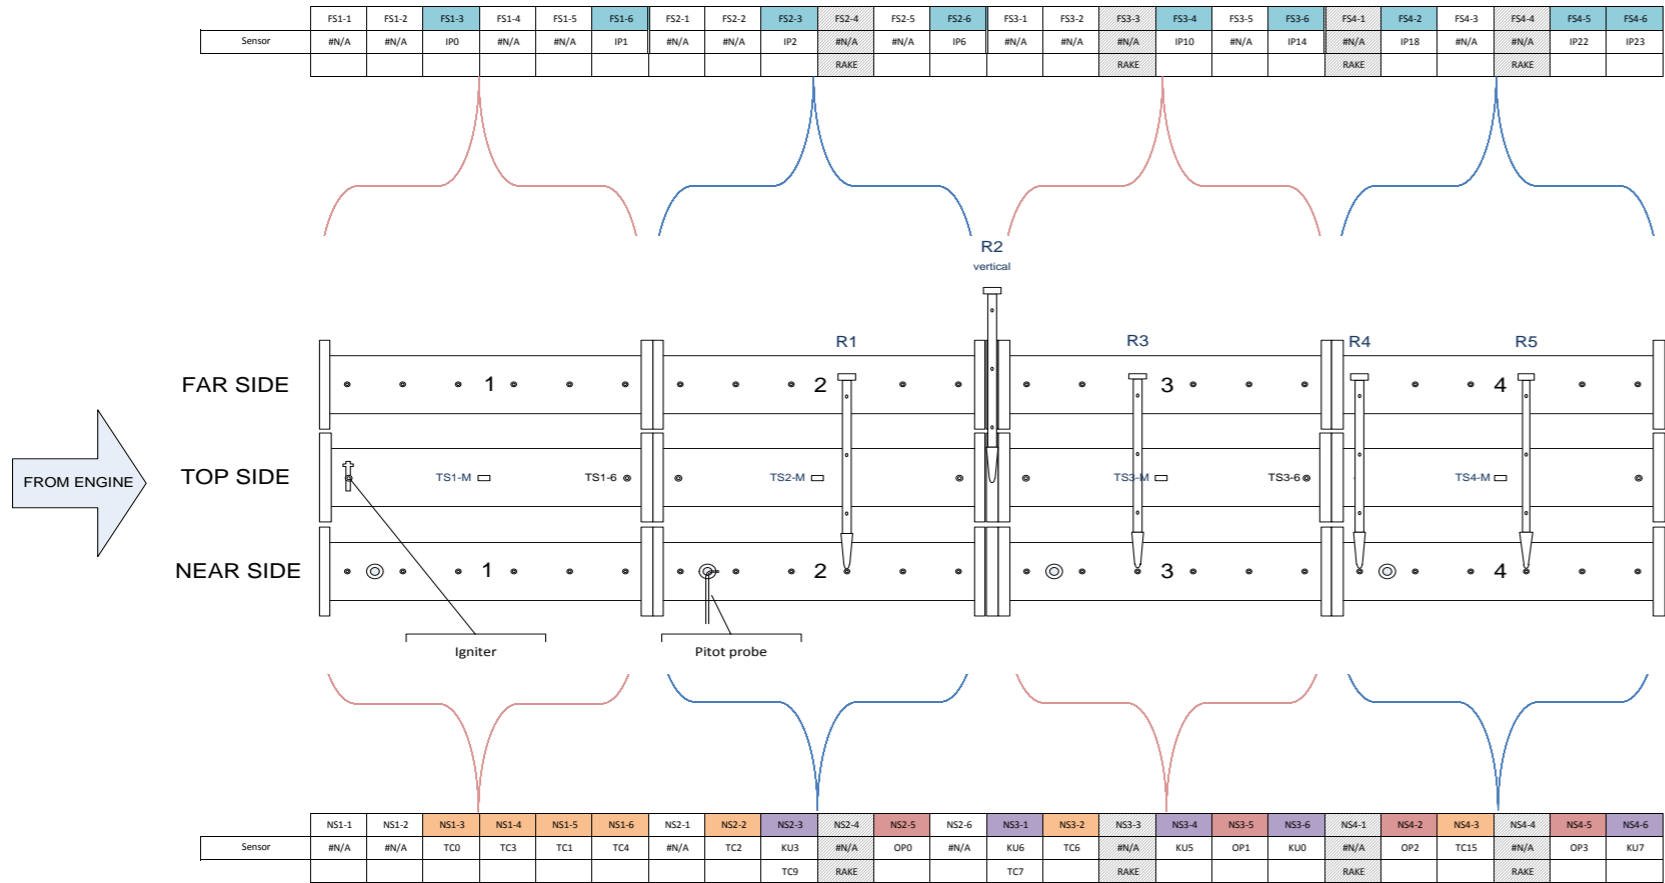 FS1-1 FS1-2 FS1-3 FS1-4 FS1-5 FS1-6 FS2-1 FS2-2 FS2-3 FS2-4 FS2-5 FS2-6 FS3-1 FS3-2 FS3-3 FS3-4 FS3-5 FS3-6 FS4-1 FS4-2 FS4-3 FS4-4 FS4-5 FS4-6
Sensor #N/A #N/A IP0 #N/A #N/A IP1 #N/A #N/A IP2 #N/A #N/A IP6 #N/A #N/A #N/A IP10 #N/A IP14 #N/A IP18 #N/A #N/A IP22 IP23
RAKE RAKE RAKE RAKE
R2
vertical
R1 R3 R4 R5
FAR SIDE 1 2 3 4
FROM ENGINE
TOP SIDE TS1-M TS1-6 TS2-M TS3-M TS3-6 TS4-M
NEAR SIDE 1 2 3 4
Igniter Pitot probe
NS1-1 NS1-2 NS1-3 NS1-4 NS1-5 NS1-6 NS2-1 NS2-2 NS2-3 NS2-4 NS2-5 NS2-6 NS3-1 NS3-2 NS3-3 NS3-4 NS3-5 NS3-6 NS4-1 NS4-2 NS4-3 NS4-4 NS4-5 NS4-6
Sensor #N/A #N/A TC0 TC3 TC1 TC4 #N/A TC2 KU3 #N/A OP0 #N/A KU6 TC6 #N/A KU5 OP1 KU0 #N/A OP2 TC15 #N/A OP3 KU7
TC9 RAKE TC7 RAKE RAKE RAKE